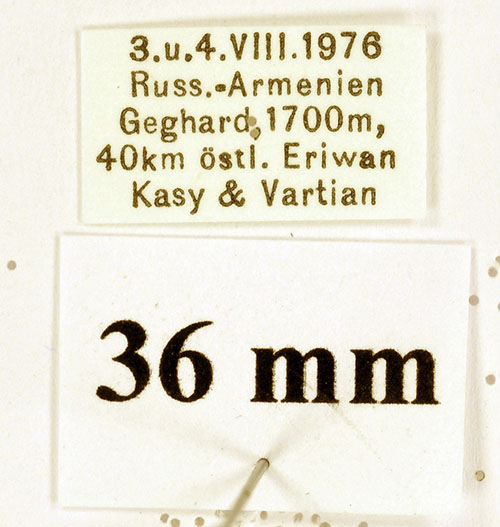 3.u.4.VIII.1976
Russ.-Armenien
Geghard, 1700m,
40km östl. Eriwan
Kasy & Vartian
36 mm